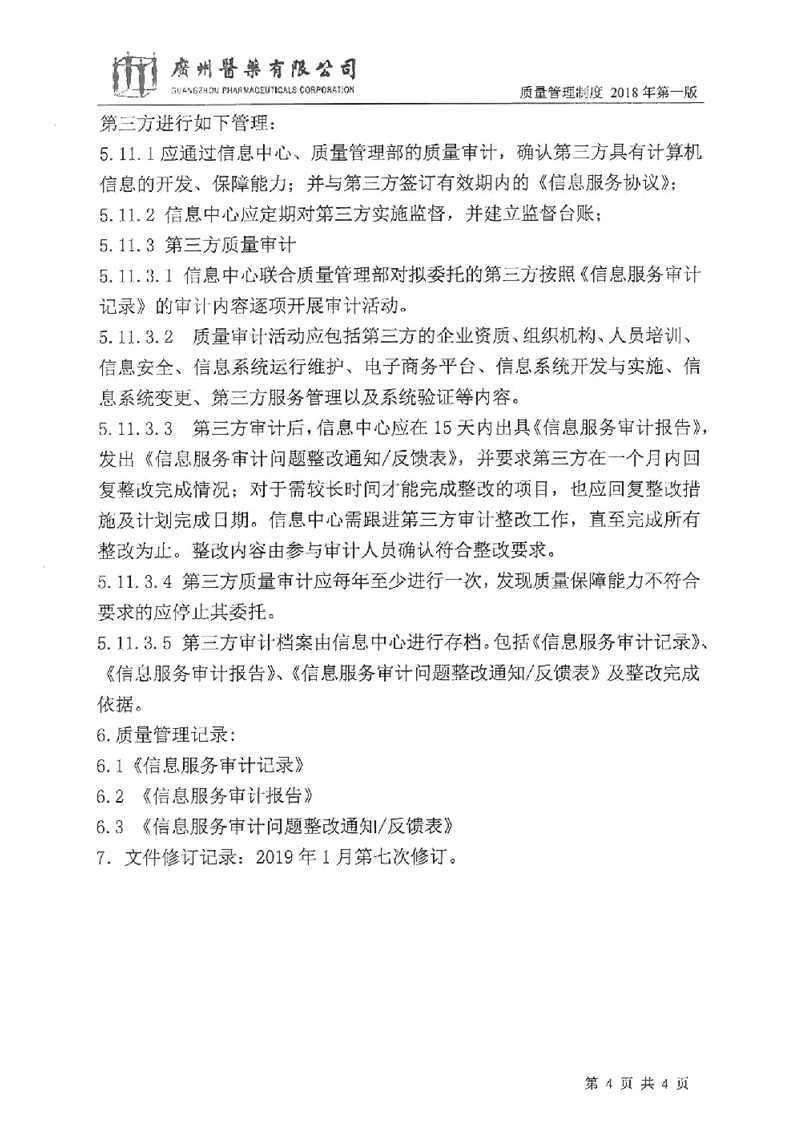 廣州醫藥有限公司
GUANGZHOU PHARMACEUTICALS CORPORATION
质量管理制度 2018 年第一版
第三方进行如下管理：
5.11.1 应通过信息中心、质量管理部的质量审计，确认第三方具有计算机
信息的开发、保障能力；并与第三方签订有效期内的《信息服务协议》；
5.11.2 信息中心应定期对第三方实施监督，并建立监督台账；
5.11.3 第三方质量审计
5.11.3.1 信息中心联合质量管理部对拟委托的第三方按照《信息服务审计
记录》的审计内容逐项开展审计活动。
5.11.3.2 质量审计活动应包括第三方的企业资质、组织机构、人员培训、
信息安全、信息系统运行维护、电子商务平台、信息系统开发与实施、信
息系统变更、第三方服务管理以及系统验证等内容。
5.11.3.3 第三方审计后，信息中心应在 15 天内出具《信息服务审计报告》，
发出《信息服务审计问题整改通知/反馈表》，并要求第三方在一个月内回
复整改完成情况；对于需较长时间才能完成整改的项目，也应回复整改措
施及计划完成日期。信息中心需跟进第三方审计整改工作，直至完成所有
整改为止。整改内容由参与审计人员确认符合整改要求。
5.11.3.4 第三方质量审计应每年至少进行一次，发现质量保障能力不符合
要求的应停止其委托。
5.11.3.5 第三方审计档案由信息中心进行存档。包括《信息服务审计记录》、
《信息服务审计报告》、《信息服务审计问题整改通知/反馈表》及整改完成
依据。
6.质量管理记录：
6.1《信息服务审计记录》
6.2 《信息服务审计报告》
6.3 《信息服务审计问题整改通知/反馈表》
7. 文件修订记录：2019 年 1 月第七次修订。
第 4 页 共 4 页